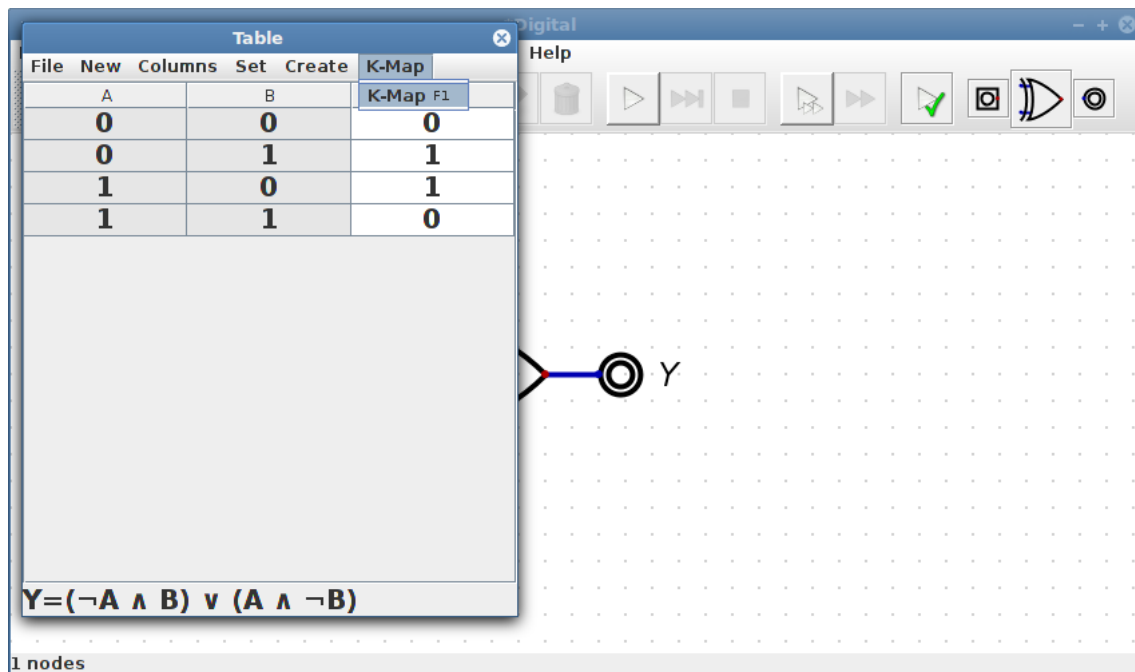 Digital
Table
Help
File New Columns Set Create K-Map
K-Map F1
A B
0 0 0
0 1 1
1 0 1
1 1 0
Y
Y=(¬A ∧ B) ∨ (A ∧ ¬B)
1 nodes